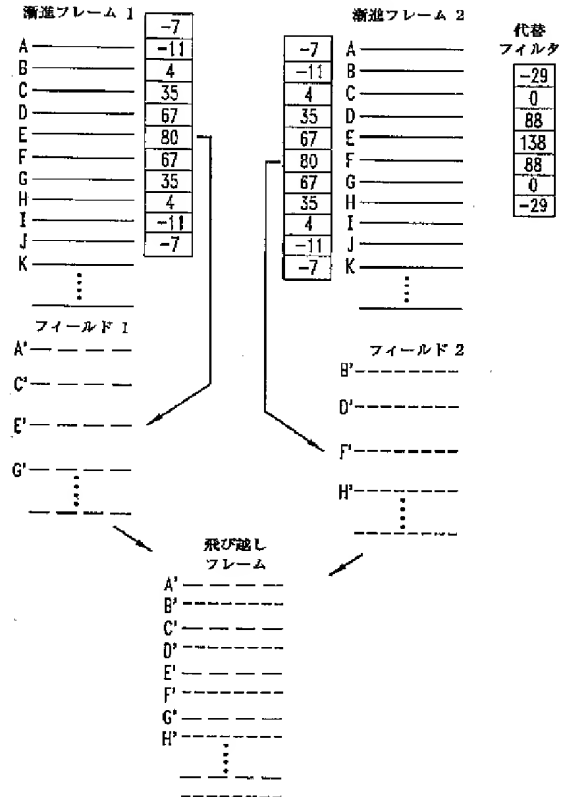 漸進フレーム 1
-7
-11
4
35
67
80
67
35
4
-11
-7
A
B
C
D
E
F
G
H
I
J
K
漸進フレーム 2
-7
-11
4
35
67
80
67
35
4
-11
-7
A
B
C
D
E
F
G
H
I
J
K
代替
フィルタ
-29
0
88
138
88
0
-29
フィールド 1
A'
C'
E'
G'
フィールド 2
B'
D'
F'
H'
飛び越し
フレーム
A'
B'
C'
D'
E'
F'
G'
H'